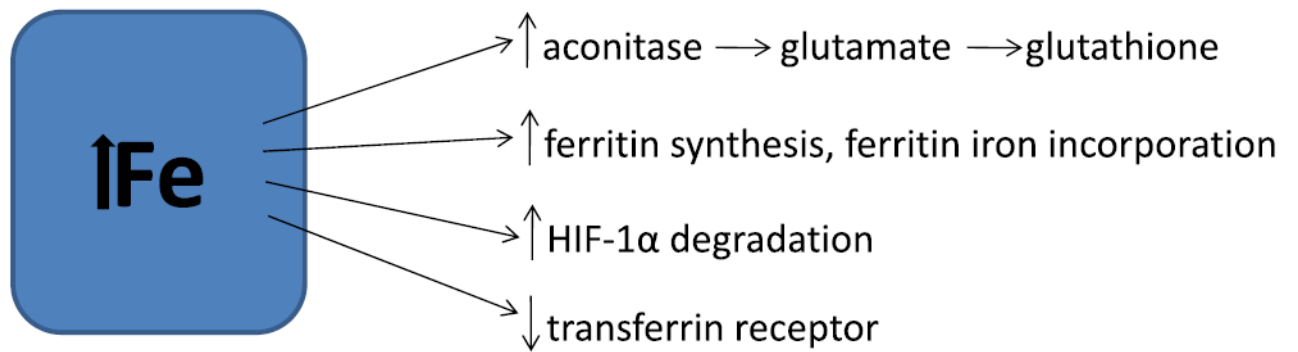 ↑ aconitase → glutamate → glutathione
↑ ferritin synthesis, ferritin iron incorporation
↑Fe
↑ HIF-1α degradation
↓ transferrin receptor